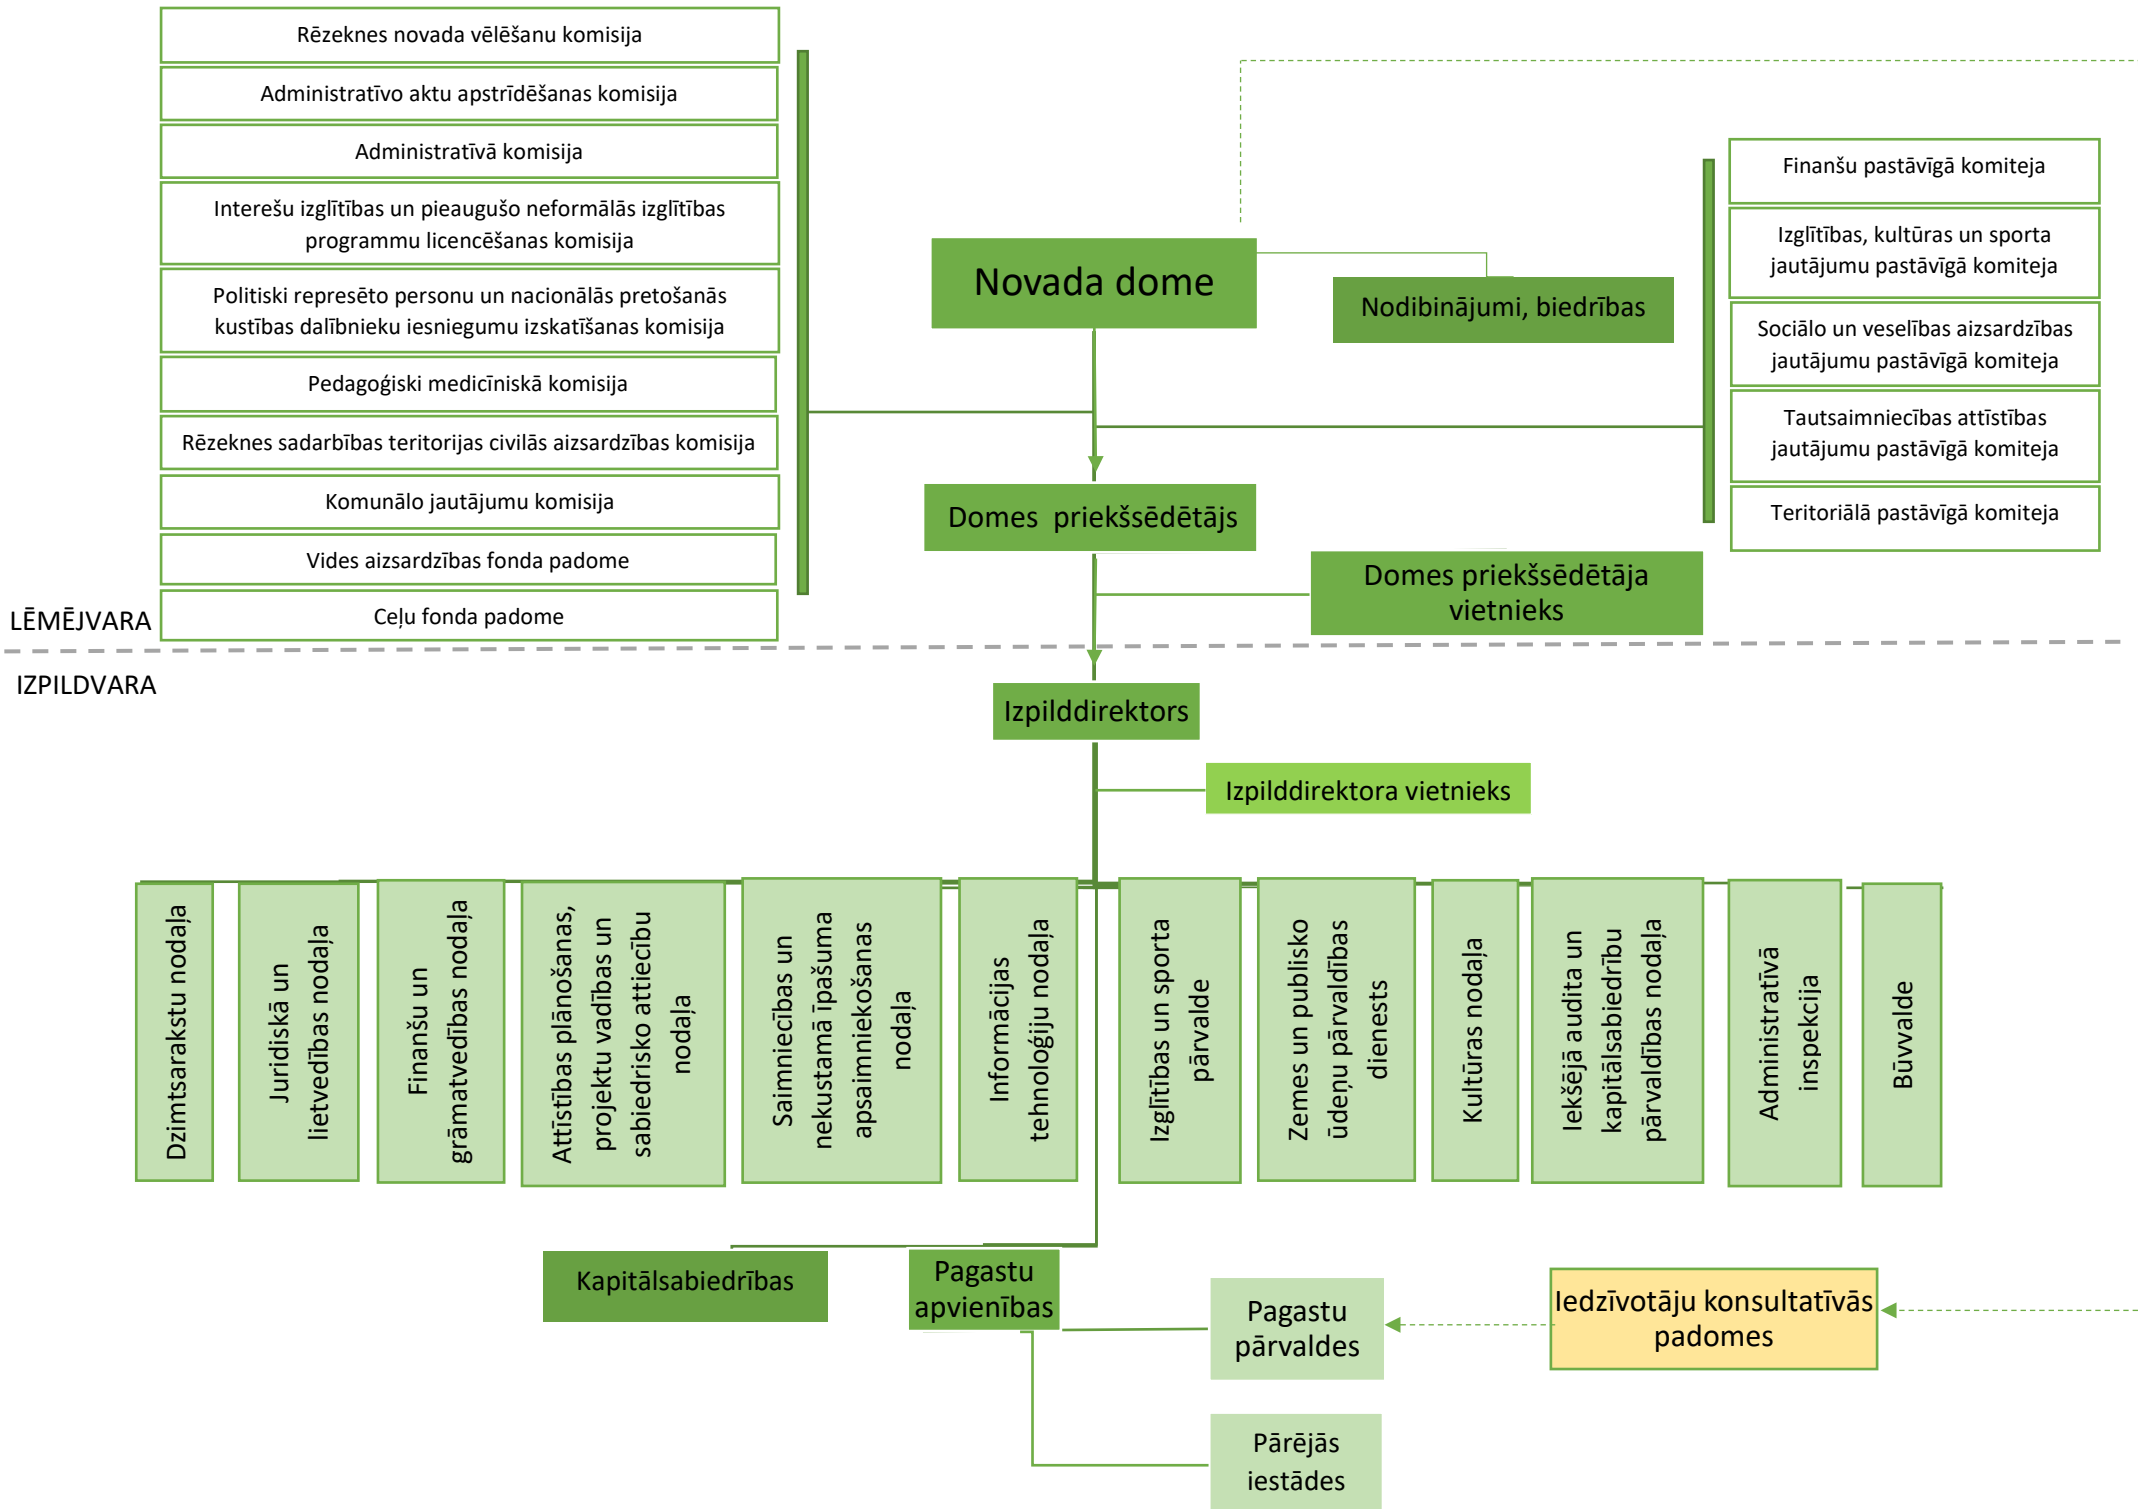 Rēzeknes novada vēlēšanu komisija
Administratīvo aktu apstrīdēšanas komisija
Administratīvā komisija
Interešu izglītības un pieaugušo neformālās izglītības
programmu licencēšanas komisija
Politiski represēto personu un nacionālās pretošanās
kustības dalībnieku iesniegumu izskatīšanas komisija
Pedagoģiski medicīniskā komisija
Rēzeknes sadarbības teritorijas civilās aizsardzības komisija
Komunālo jautājumu komisija
Vides aizsardzības fonda padome
Ceļu fonda padome
Novada dome
Nodibinājumi, biedrības
Finanšu pastāvīgā komiteja
Izglītības, kultūras un sporta
jautājumu pastāvīgā komiteja
Sociālo un veselības aizsardzības
jautājumu pastāvīgā komiteja
Tautsaimniecības attīstības
jautājumu pastāvīgā komiteja
Teritoriālā pastāvīgā komiteja
Domes  priekšsēdētājs
Domes priekšsēdētāja
vietnieks
LĒMĒJVARA
IZPILDVARA
Izpilddirektors
Izpilddirektora vietnieks
Dzimtsarakstu nodaļa
Juridiskā un
lietvedības nodaļa
Finanšu un
grāmatvedības nodaļa
Attīstības plānošanas,
projektu vadības un
sabiedrisko attiecību
nodaļa
Saimniecības un
nekustamā īpašuma
apsaimniekošanas
nodaļa
Informācijas
tehnoloģiju nodaļa
Izglītības un sporta
pārvalde
Zemes un publisko
ūdeņu pārvaldības
dienests
Kultūras nodaļa
Iekšējā audita un
kapitālsabiedrību
pārvaldības nodaļa
Administratīvā
inspekcija
Būvvalde
Kapitālsabiedrības
Pagastu
apvienības
Pagastu
pārvaldes
Iedzīvotāju konsultatīvās
padomes
Pārējās
iestādes